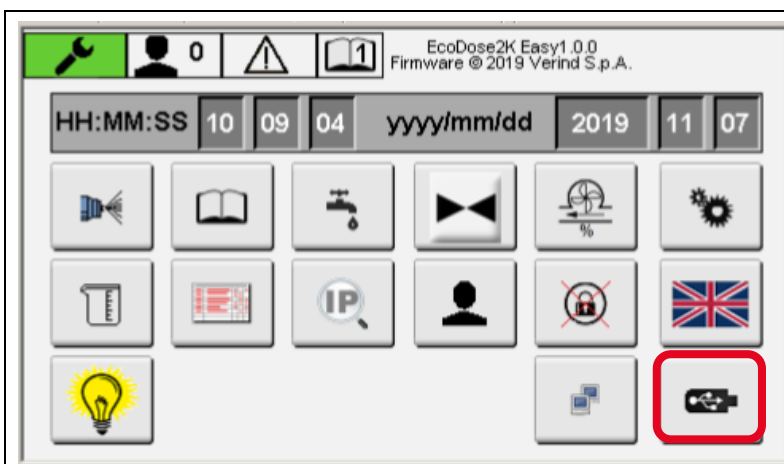 0
1
EcoDose2K Easy1.0.0
Firmware © 2019 Verind S.p.A.
HH:MM:SS 10 09 04 yyyy/mm/dd 2019 11 07
%
IP